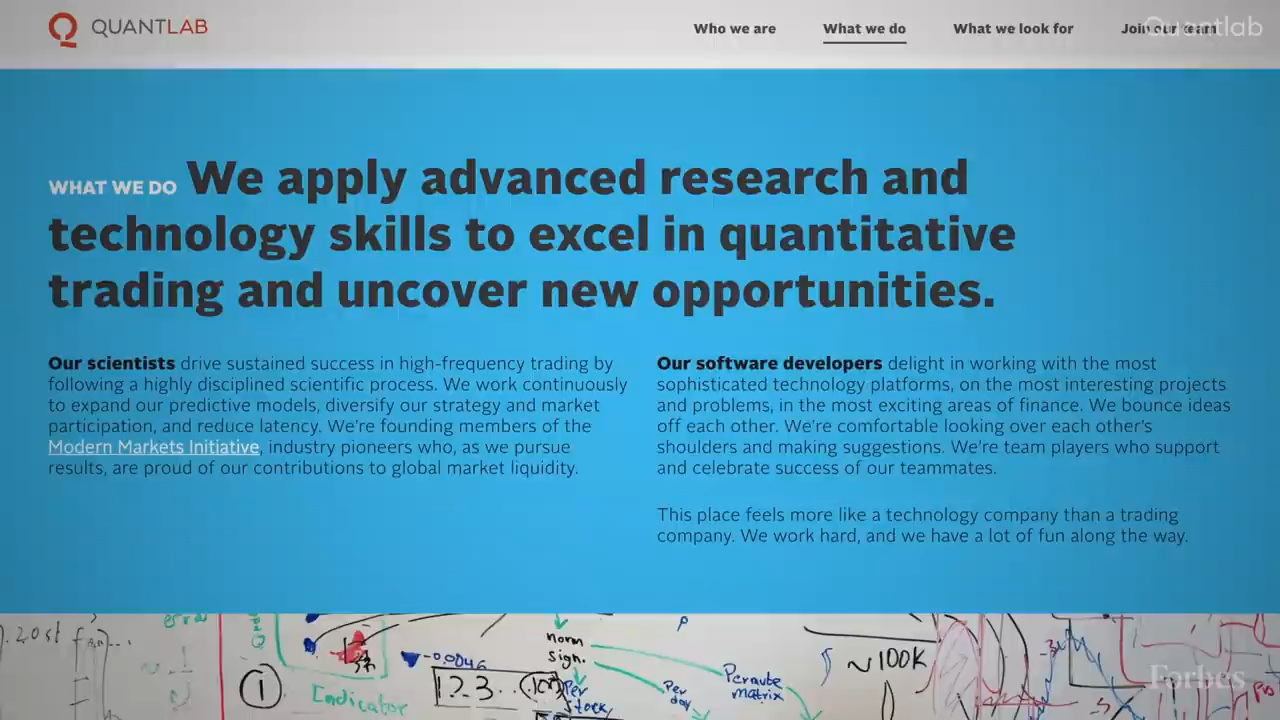 QUANTLAB
Who we are
What we do
What we look for
Join our team
Quantlab
WHAT WE DO We apply advanced research and
technology skills to excel in quantitative
trading and uncover new opportunities.
Our scientists drive sustained success in high-frequency trading by
following a highly disciplined scientific process. We work continuously
to expand our predictive models, diversify our strategy and market
participation, and reduce latency. We're founding members of the
Modern Markets Initiative, industry pioneers who, as we pursue
results, are proud of our contributions to global market liquidity.
Our software developers delight in working with the most
sophisticated technology platforms, on the most interesting projects
and problems, in the most exciting areas of finance. We bounce ideas
off each other. We're comfortable looking over each other's
shoulders and making suggestions. We're team players who support
and celebrate success of our teammates.
This place feels more like a technology company than a trading
company. We work hard, and we have a lot of fun along the way.
norm
sign.
-0.0046
~100K
1
123
Indicator
Per
stock
Per
day
Permute
matrix
Forbes